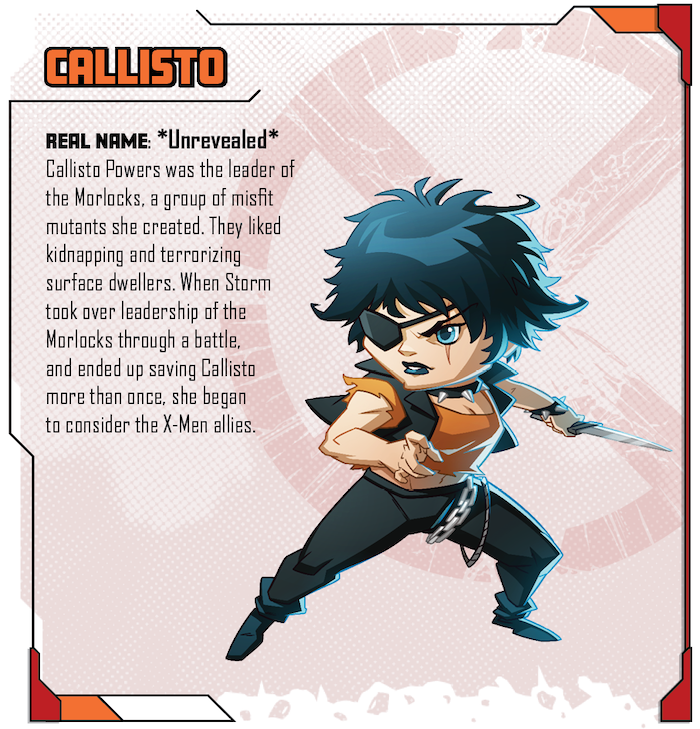 CALLISTO
REAL NAME: *Unrevealed*
Callisto Powers was the leader of
the Morlocks, a group of misfit
mutants she created. They liked
kidnapping and terrorizing
surface dwellers. When Storm
took over leadership of the
Morlocks through a battle,
and ended up saving Callisto
more than once, she began
to consider the X-Men allies.